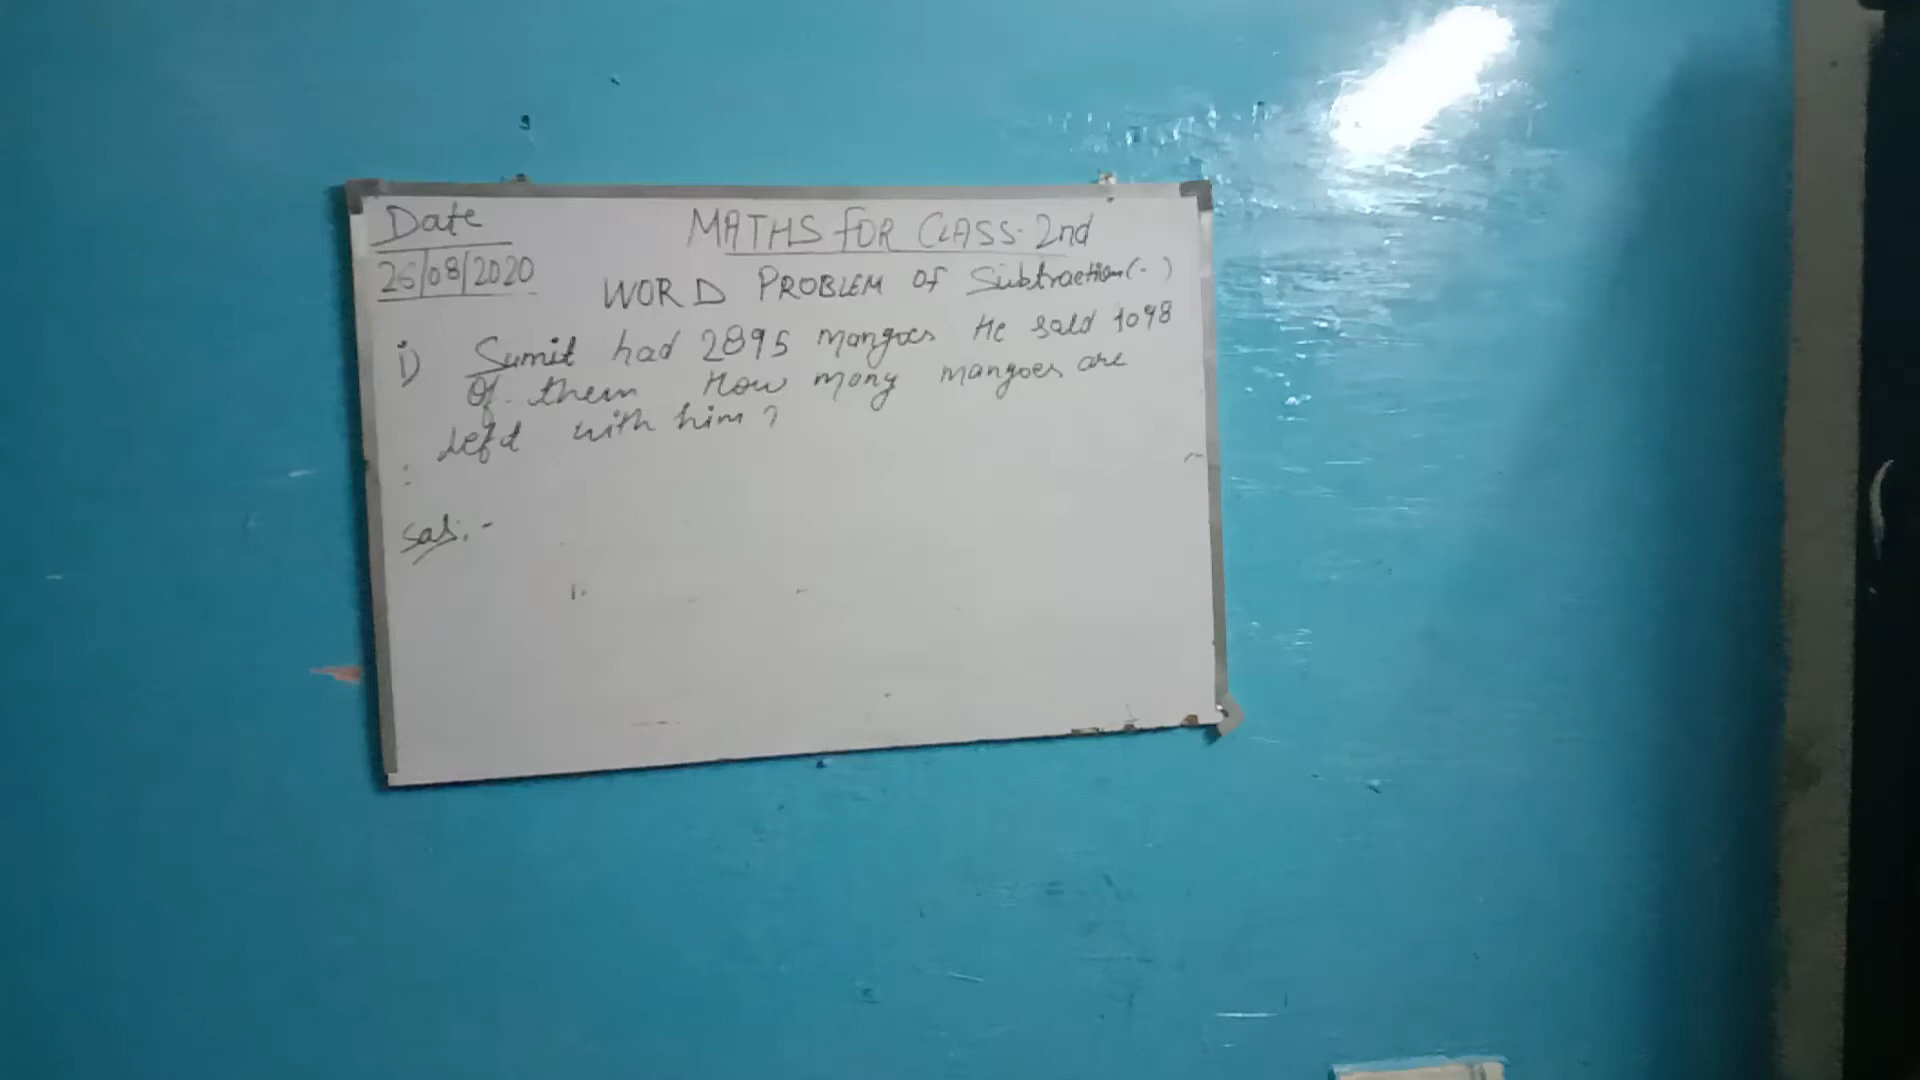 Date
26/08/2020
MATHS FOR CLASS-2nd
WORD PROBLEM OF Subtraction(-)
i) Sumit had 2895 mangoes He sold 1098
of them How many mangoes are
left with him?
Sol:-